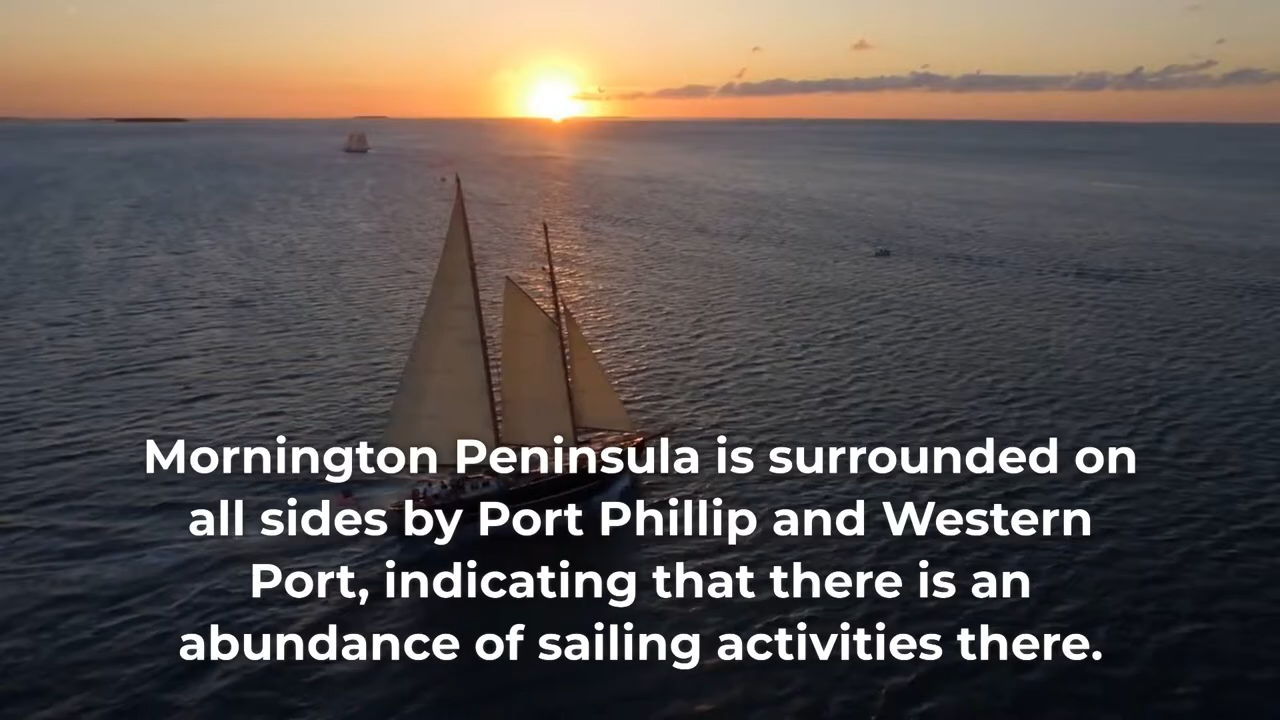 Mornington Peninsula is surrounded on
all sides by Port Phillip and Western
Port, indicating that there is an
abundance of sailing activities there.